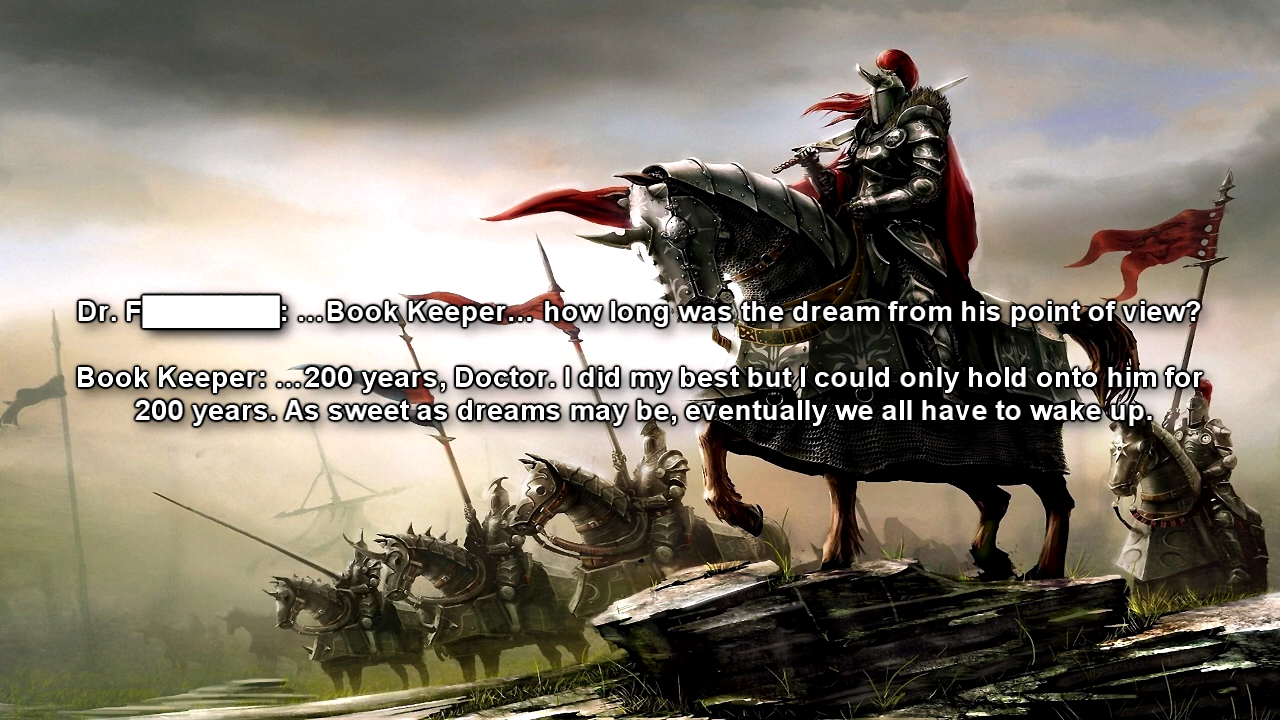 Dr. F : ...Book Keeper... how long was the dream from his point of view?
Book Keeper: ...200 years, Doctor. I did my best but I could only hold onto him for
200 years. As sweet as dreams may be, eventually we all have to wake up.